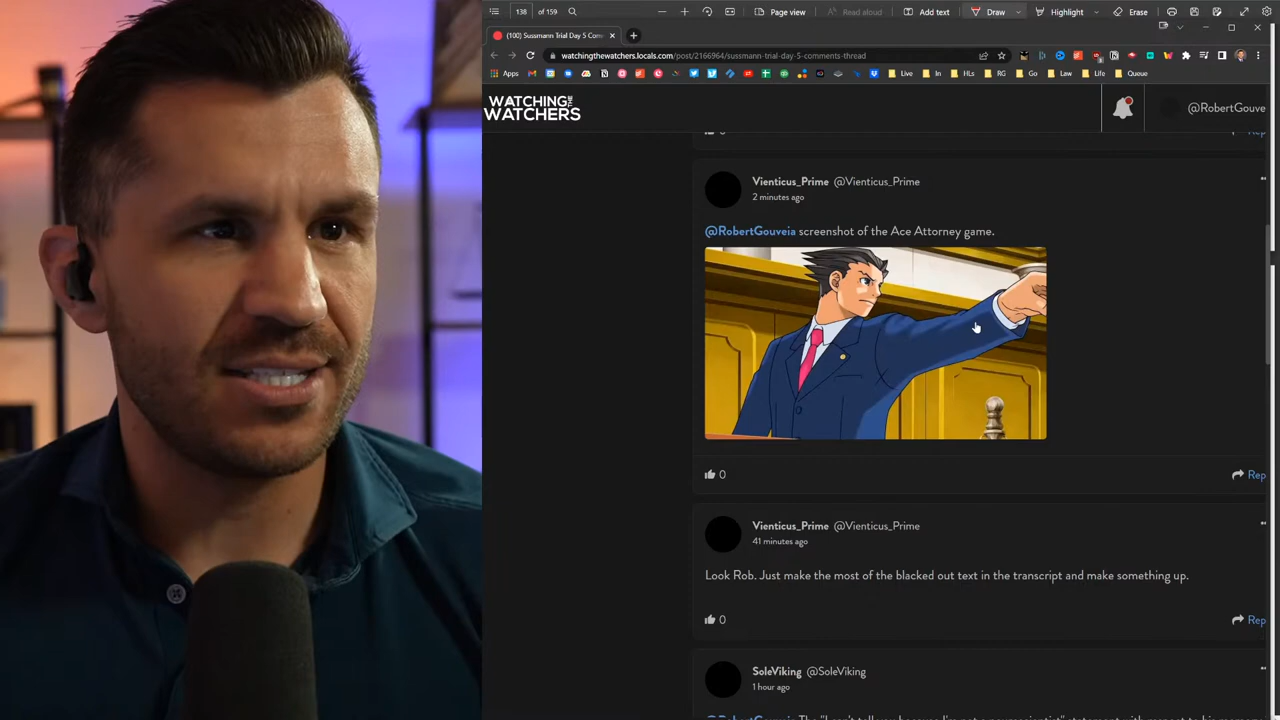 138 of 159
Page view
Read aloud
Add text
Draw
Highlight
Erase
(100) Sussmann Trial Day 5 Com
watchingthewatchers.locals.com/post/2166964/sussmann-trial-day-5-comments-thread
Apps
Live
In
HLs
RG
Go
Law
Life
Queue
WATCHING THE
WATCHERS
@RobertGouve
Vienticus_Prime @Vienticus_Prime
2 minutes ago
@RobertGouveia screenshot of the Ace Attorney game.
0
Rep
Vienticus_Prime @Vienticus_Prime
41 minutes ago
Look Rob. Just make the most of the blacked out text in the transcript and make something up.
0
Rep
SoleViking @SoleViking
1 hour ago